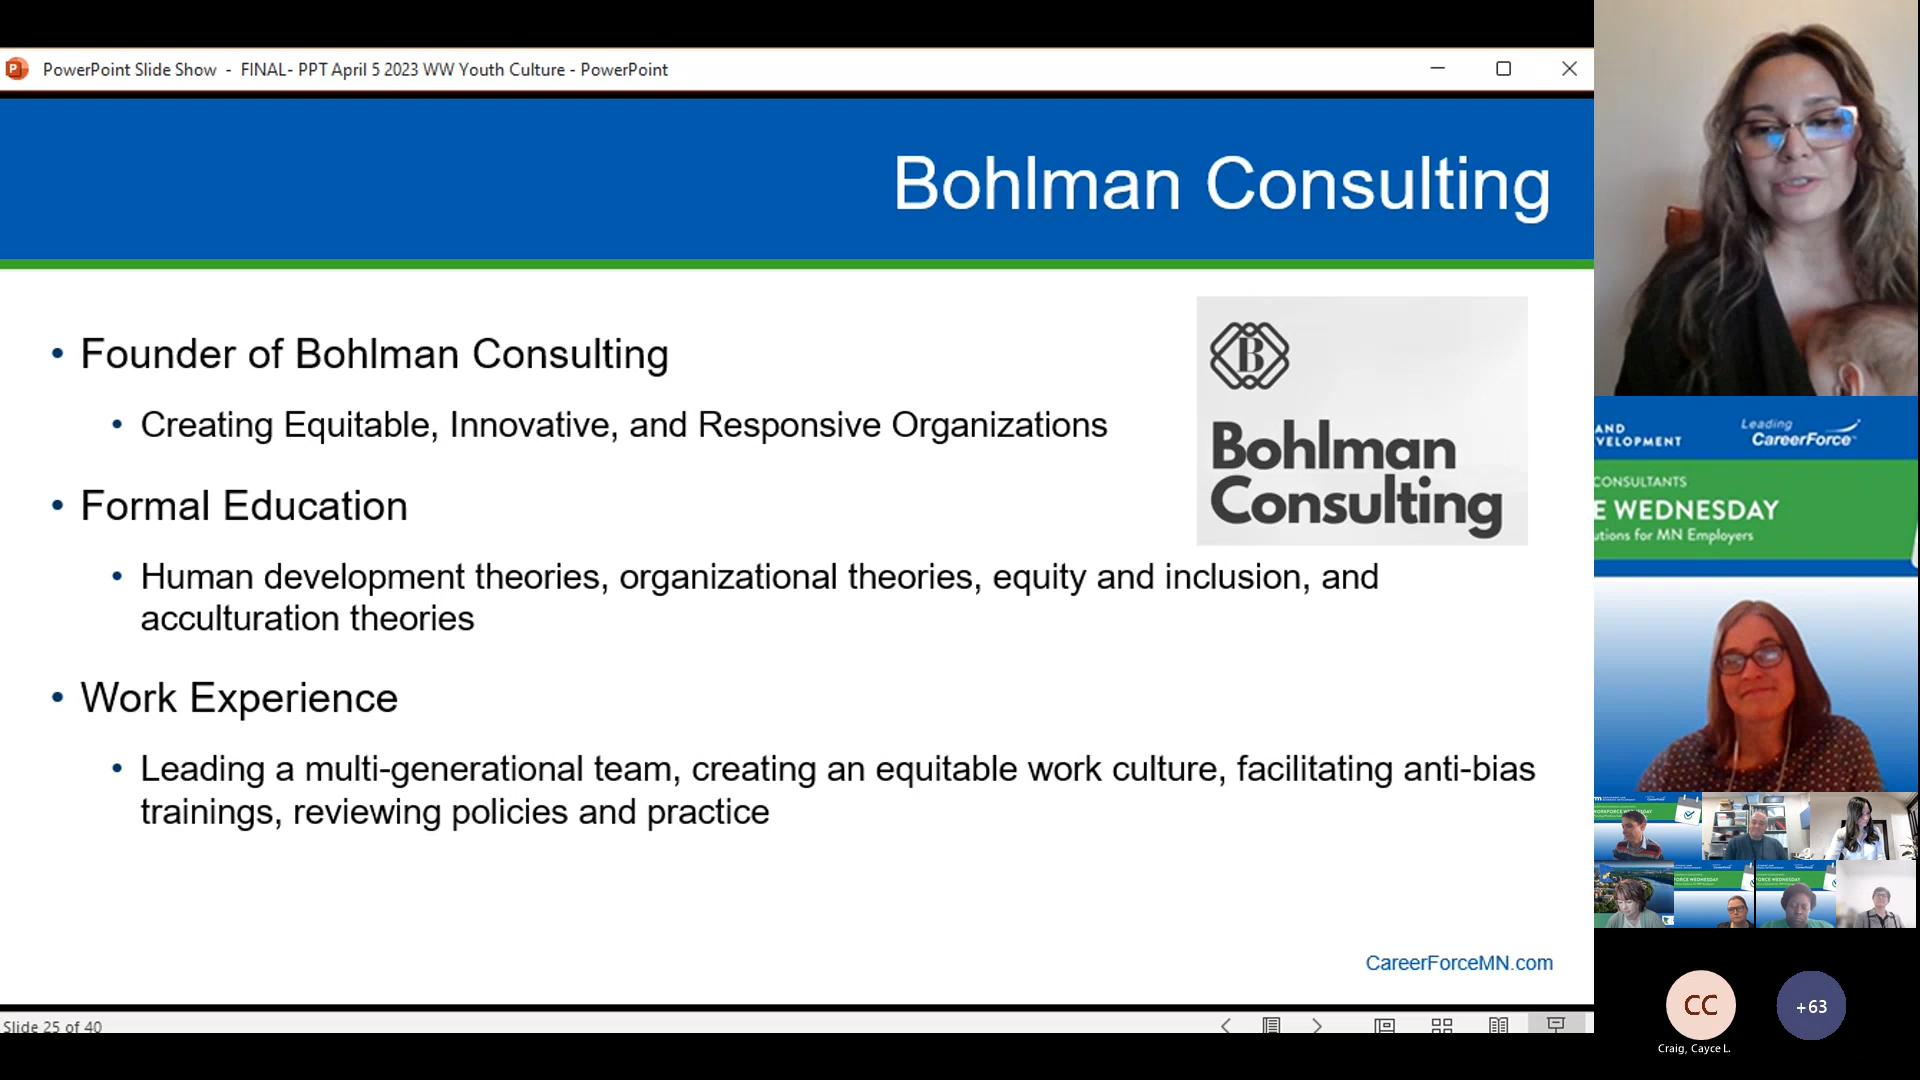 PowerPoint Slide Show - FINAL- PPT April 5 2023 WW Youth Culture - PowerPoint
Bohlman Consulting
• Founder of Bohlman Consulting
• Creating Equitable, Innovative, and Responsive Organizations
B
Bohlman
Consulting
• Formal Education
• Human development theories, organizational theories, equity and inclusion, and
acculturation theories
• Work Experience
• Leading a multi-generational team, creating an equitable work culture, facilitating anti-bias
trainings, reviewing policies and practice
CareerForceMN.com
Slide 25 of 40
AND
VELOPMENT
Leading
CareerForce
CONSULTANTS
E WEDNESDAY
utions for MN Employers
FORCE WEDNESDAY
FORCE WEDNESDAY
CC
+63
Craig, Cayce L.